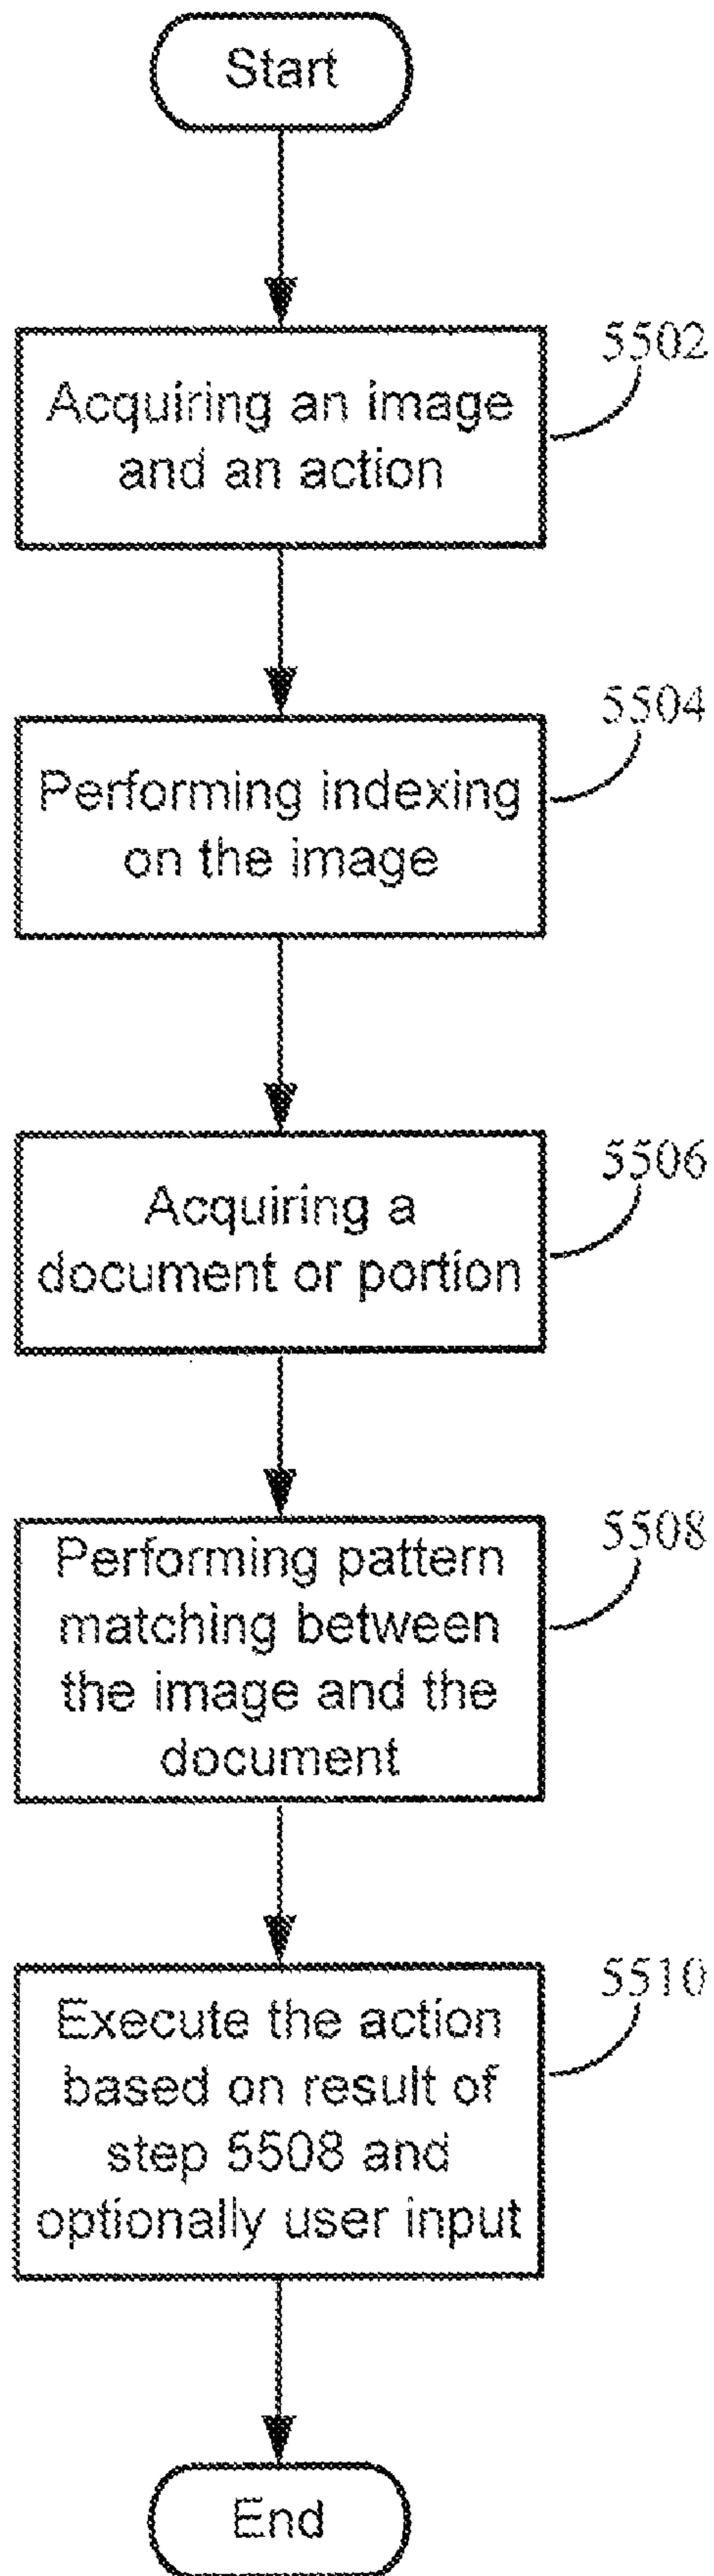 Start
5502
Acquiring an image
and an action
5504
Performing indexing
on the image
5506
Acquiring a
document or portion
5508
Performing pattern
matching between
the image and the
document
5510
Execute the action
based on result of
step 5508 and
optionally user input
End